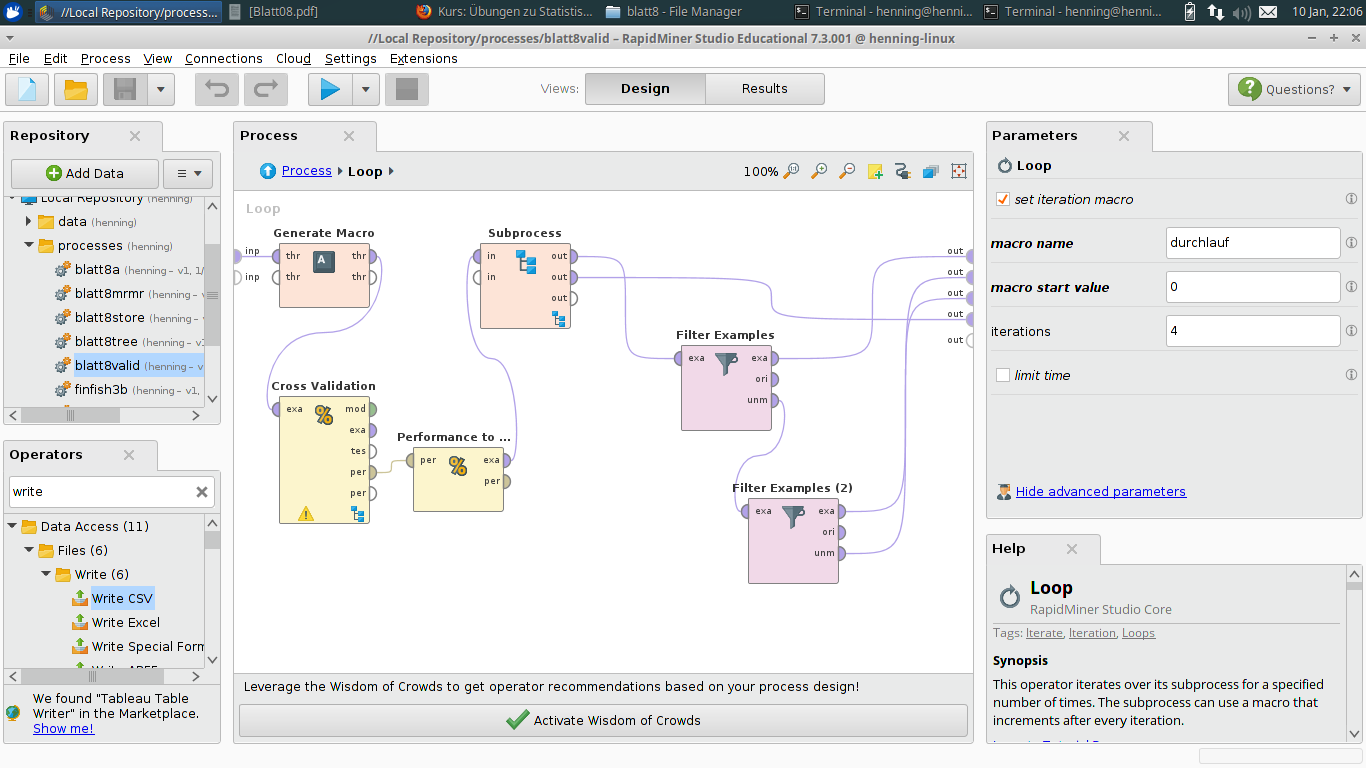 //Local Repository/process...
[Blatt08.pdf]
Kurs: Übungen zu Statistis...
blatt8 - File Manager
Terminal - henning@henni...
Terminal - henning@henni...
10 Jan, 22:06
//Local Repository/processes/blatt8valid – RapidMiner Studio Educational 7.3.001 @ henning-linux
File Edit Process View Connections Cloud Settings Extensions
Views: Design Results
Questions?
Repository
Add Data
Local Repository (henning)
data (henning)
processes (henning)
blatt8a (henning – v1, 1/
blatt8mrmr (henning –
blatt8store (henning –
blatt8tree (henning – v
blatt8valid (henning – v
finfish3b (henning – v1,
Operators
write
Data Access (11)
Files (6)
Write (6)
Write CSV
Write Excel
Write Special Form
Write ARFF
We found "Tableau Table
Writer" in the Marketplace.
Show me!
Process
Process Loop
100%
Loop
inp
inp
Generate Macro
thr thr
thr thr
Subprocess
in out
in out
out
Filter Examples
exa exa
ori
unm
Cross Validation
exa mod
exa
tes
per
per
Performance to ...
per exa
per
Filter Examples (2)
exa exa
ori
unm
out
out
out
out
out
Leverage the Wisdom of Crowds to get operator recommendations based on your process design!
Activate Wisdom of Crowds
Parameters
Loop
set iteration macro
macro name durchlauf
macro start value 0
iterations 4
limit time
Hide advanced parameters
Help
Loop
RapidMiner Studio Core
Tags: Iterate, Iteration, Loops
Synopsis
This operator iterates over its subprocess for a specified
number of times. The subprocess can use a macro that
increments after every iteration.